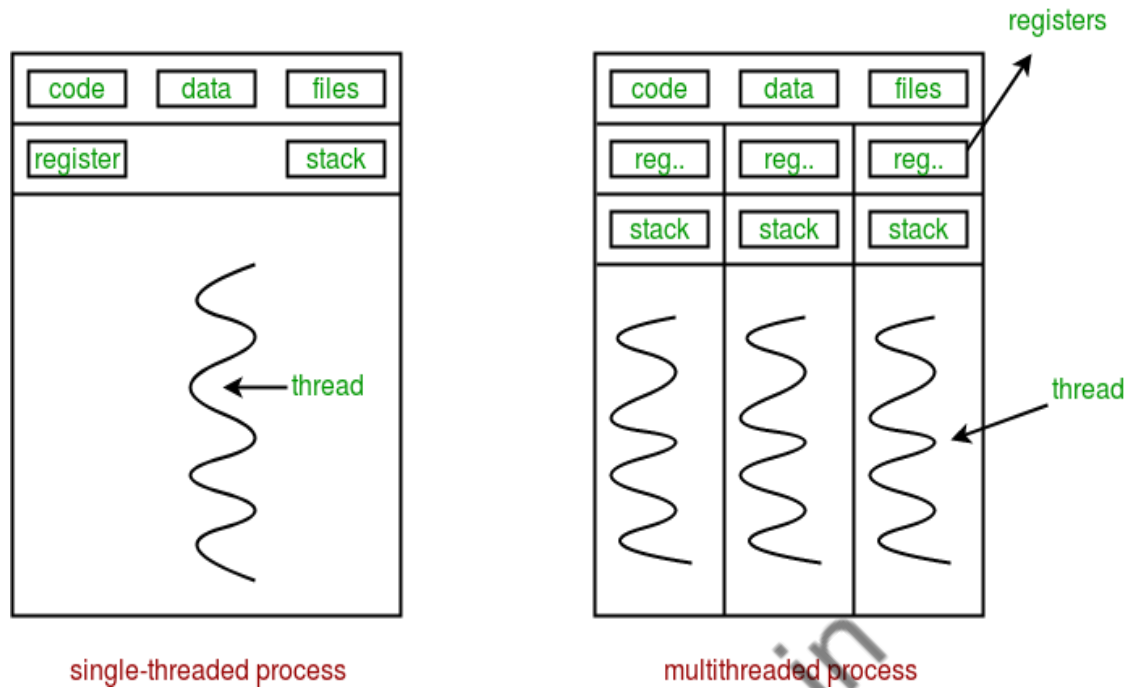 registers
code data files
register stack
thread
single-threaded process
code data files
reg.. reg.. reg..
stack stack stack
thread
multithreaded process
in